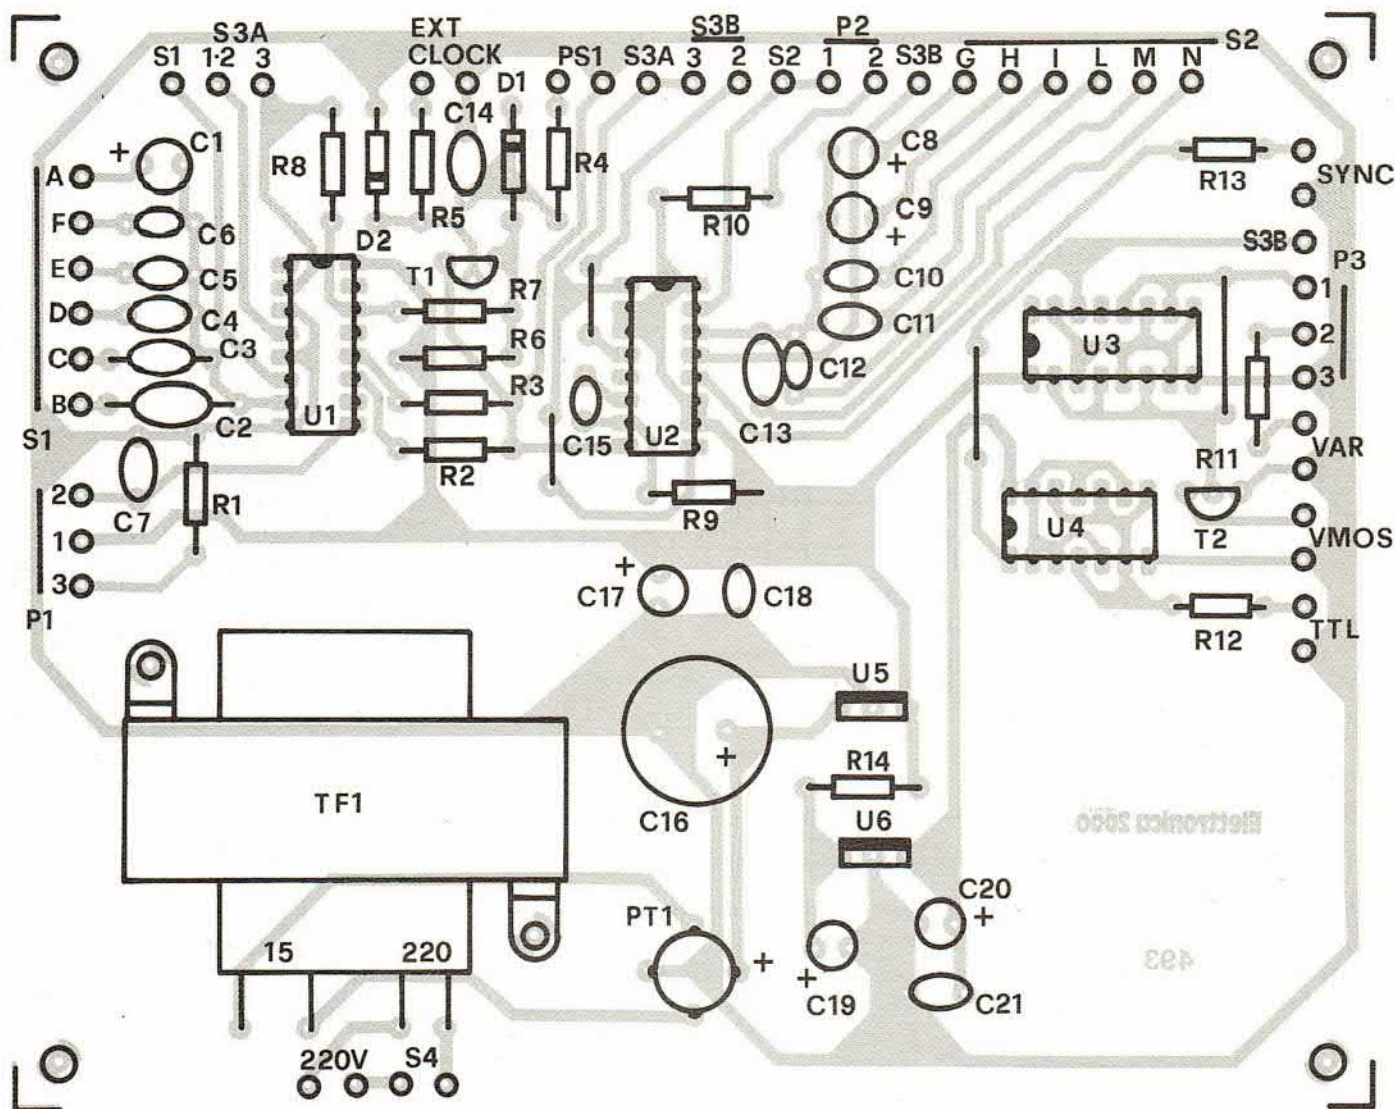 S3A
EXT
S3B
P2
S2
S1 1·2 3
CLOCK
PS1 S3A 3 2 S2 1 2 S3B G H I L M N
D1
C14
+ C1
C8
+
R8
R4
R13
A
SYNC
R10
C9
+
F
R5
C6
D2
S3B
E
T1
C5
C10
P3
R7
1
D
C4
C11
R6
U3
2
C
C3
C12
R3
3
B
C2
U1
C15
U2
C13
S1
R2
R11
VAR
2
C7
R1
R9
U4
T2
1
VMOS
+
3
C17
C18
P1
R12
TTL
U5
+
R14
TF1
C16
U6
Elettronica 2000
C20
+
PT1
15 220
+
+
C19
C21
493
220V S4